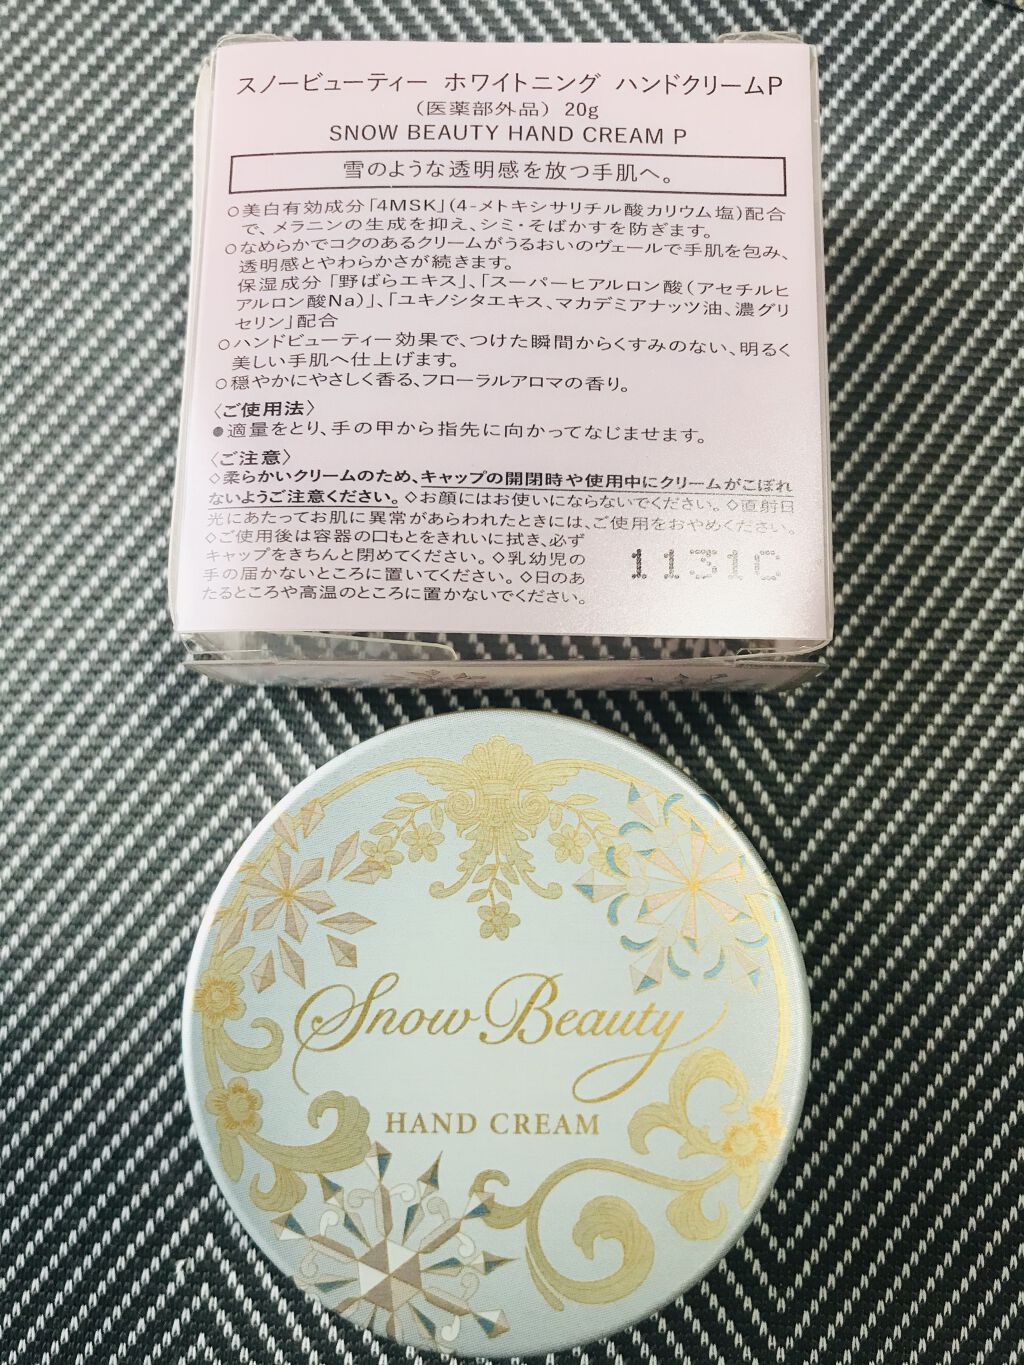 スノービューティー ホワイトニング ハンドクリームP
(医薬部外品) 20g
SNOW BEAUTY HAND CREAM P
雪のような透明感を放つ手肌へ。
○美白有効成分「4MSK」(4-メトキシサリチル酸カリウム塩)配合
で、メラニンの生成を抑え、シミ・そばかすを防ぎます。
○なめらかでコクのあるクリームがうるおいのヴェールで手肌を包み、
透明感とやわらかさが続きます。
保湿成分「野ばらエキス」、「スーパーヒアルロン酸(アセチルヒ
アルロン酸Na)」、「ユキノシタエキス、マカデミアナッツ油、濃グリ
セリン」配合
○ハンドビューティー効果で、つけた瞬間からくすみのない、明るく
美しい手肌へ仕上げます。
○穏やかにやさしく香る、フローラルアロマの香り。
〈ご使用法〉
●適量をとり、手の甲から指先に向かってなじませます。
〈ご注意〉
◇柔らかいクリームのため、キャップの開閉時や使用中にクリームがこぼれ
ないようご注意ください。◇お顔にはお使いにならないでください。◇直射日
光にあたってお肌に異常があらわれたときには、ご使用をおやめください。
◇ご使用後は容器の口もとをきれいに拭き、必ず
キャップをきちんと閉めてください。◇乳幼児の
手の届かないところに置いてください。◇日のあ
たるところや高温のところに置かないでください。
1131C
Snow Beauty
HAND CREAM